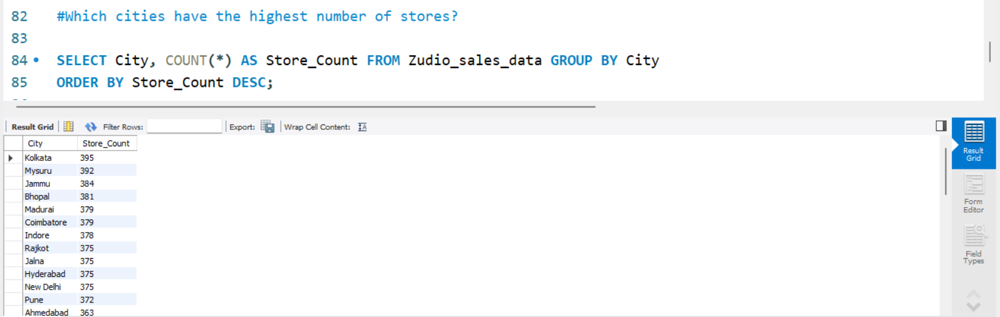 82 #Which cities have the highest number of stores?
83
84 SELECT City, COUNT(*) AS Store_Count FROM Zudio_sales_data GROUP BY City
85 ORDER BY Store_Count DESC;
Result Grid Filter Rows: Export: Wrap Cell Content:
City Store_Count
Kolkata 395
Mysuru 392
Jammu 384
Bhopal 381
Madurai 379
Coimbatore 379
Indore 378
Rajkot 375
Jalna 375
Hyderabad 375
New Delhi 375
Pune 372
Ahmedabad 363
Result
Grid
Form
Editor
Field
Types